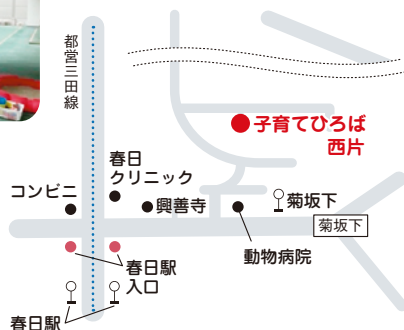 都営三田線
子育てひろば
西片
春日
クリニック
コンビニ
興善寺
菊坂下
菊坂下
動物病院
春日駅
入口
春日駅